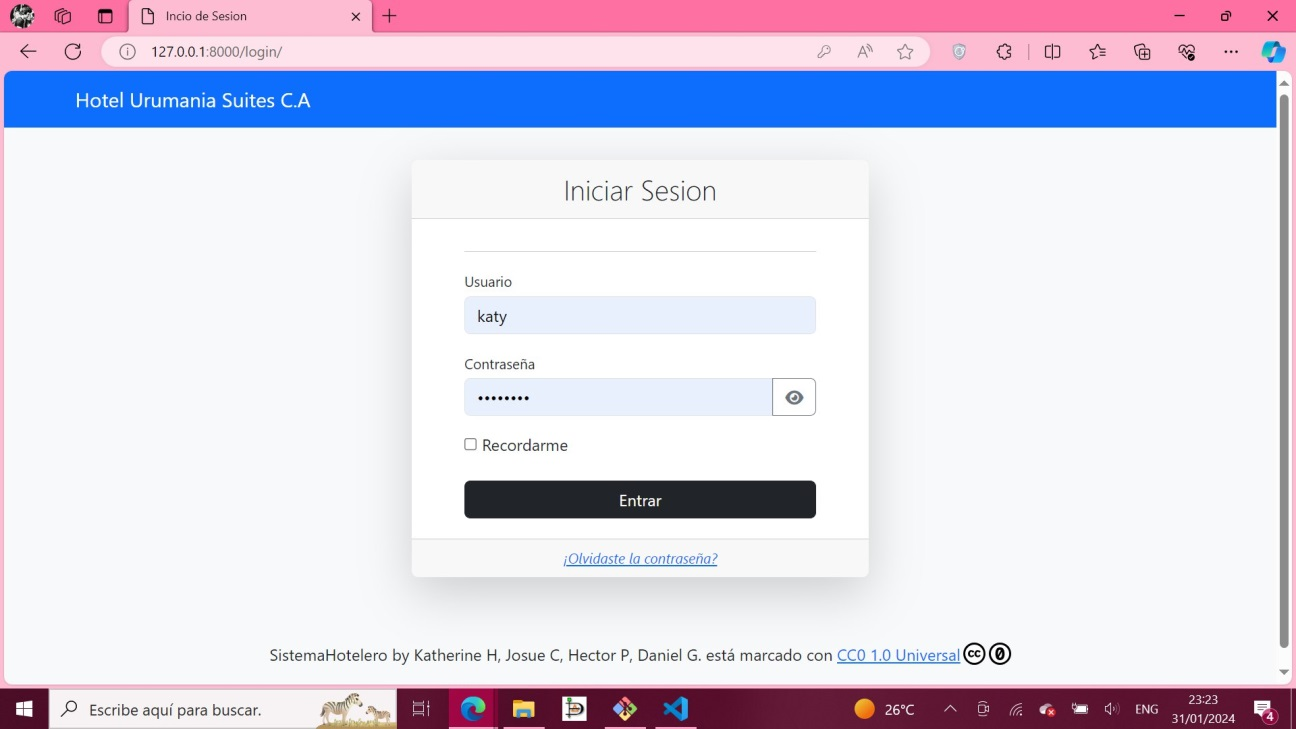 Incio de Sesion
127.0.0.1:8000/login/
Hotel Urumania Suites C.A
Iniciar Sesion
Usuario
katy
Contraseña
••••••••
Recordarme
Entrar
¡Olvidaste la contraseña?
SistemaHotelero by Katherine H, Josue C, Hector P, Daniel G. está marcado con CC0 1.0 Universal
Escribe aquí para buscar.
26°C
ENG
23:23
31/01/2024
4